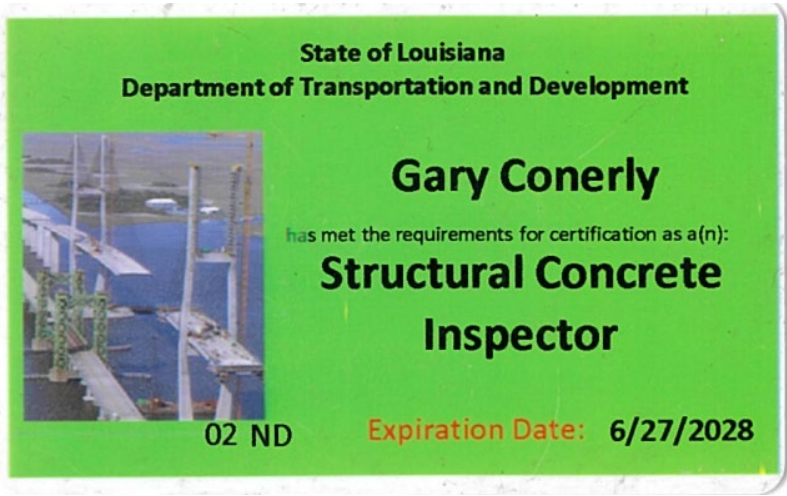 State of Louisiana
Department of Transportation and Development
Gary Conerly
has met the requirements for certification as a(n):
Structural Concrete
Inspector
02 ND
Expiration Date: 6/27/2028